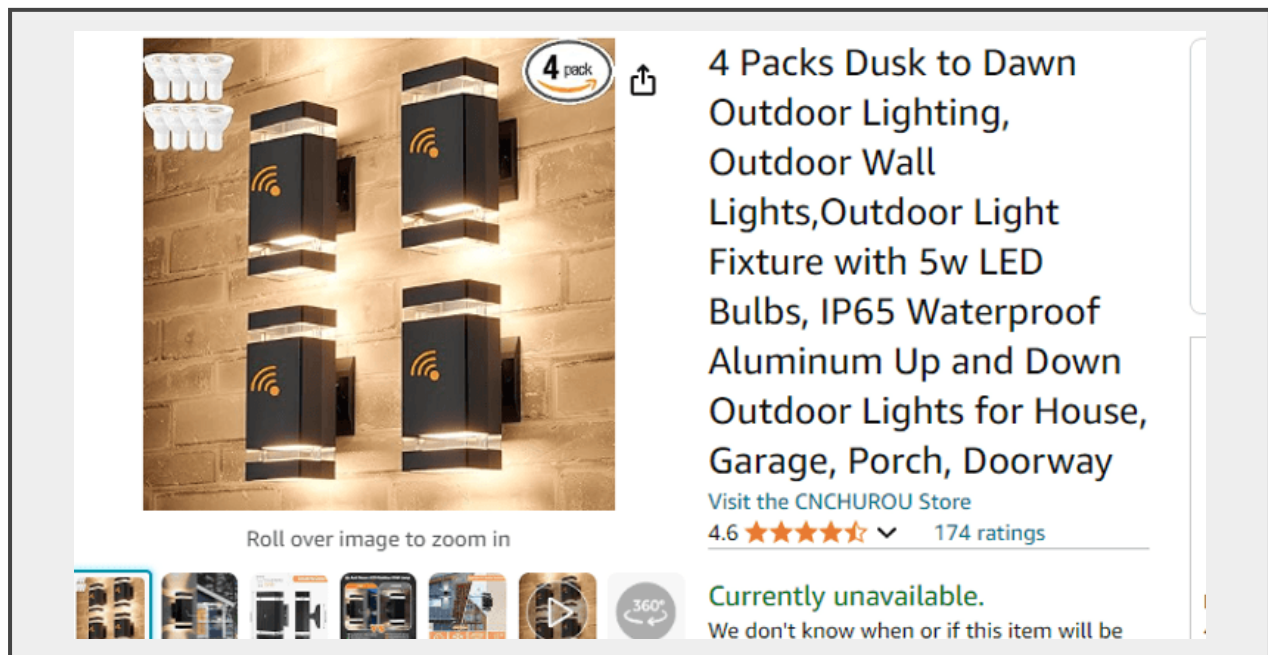 4 pack
4 Packs Dusk to Dawn
Outdoor Lighting,
Outdoor Wall
Lights,Outdoor Light
Fixture with 5w LED
Bulbs, IP65 Waterproof
Aluminum Up and Down
Outdoor Lights for House,
Garage, Porch, Doorway
Visit the CNCHUROU Store
4.6 174 ratings
Roll over image to zoom in
360°
Currently unavailable.
We don't know when or if this item will be